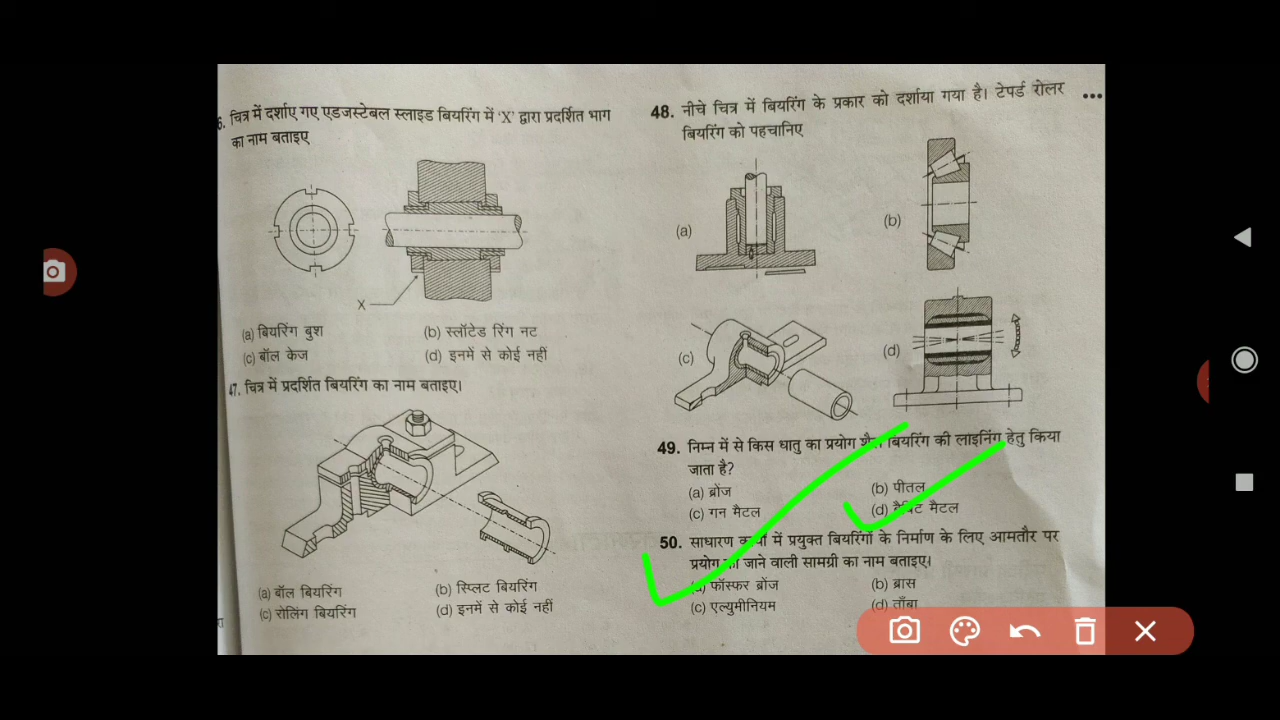 6. चित्र में दर्शाए गए एडजस्टेबल स्लाइड बियरिंग में 'X' द्वारा प्रदर्शित भाग
का नाम बताइए
X
(a) बियरिंग बुश
(b) स्लॉटेड रिंग नट
(c) बॉल केज
(d) इनमें से कोई नहीं
47. चित्र में प्रदर्शित बियरिंग का नाम बताइए।
(a) बॉल बियरिंग
(b) स्प्लिट बियरिंग
(c) रोलिंग बियरिंग
(d) इनमें से कोई नहीं
48. नीचे चित्र में बियरिंग के प्रकार को दर्शाया गया है। टेपर्ड रोलर
बियरिंग को पहचानिए
(a)
(b)
(c)
(d)
49. निम्न में से किस धातु का प्रयोग शैल बियरिंग की लाइनिंग हेतु किया
जाता है?
(a) ब्रोंज
(b) पीतल
(c) गन मैटल
(d) बैबिट मैटल
50. साधारण कार्यों में प्रयुक्त बियरिंगों के निर्माण के लिए आमतौर पर
प्रयोग की जाने वाली सामग्री का नाम बताइए।
(a) फॉस्फर ब्रोंज
(b) ब्रास
(c) एल्युमीनियम
(d) ताँबा